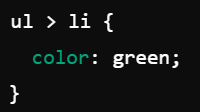 ul > li {
  color: green;
}